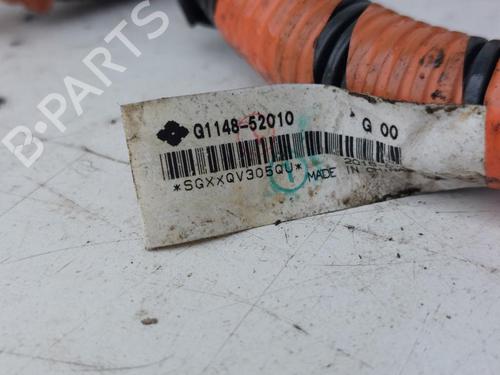 B-PARTS
G1148-52010 G 00
*SGXXQV305QU* MADE
IN